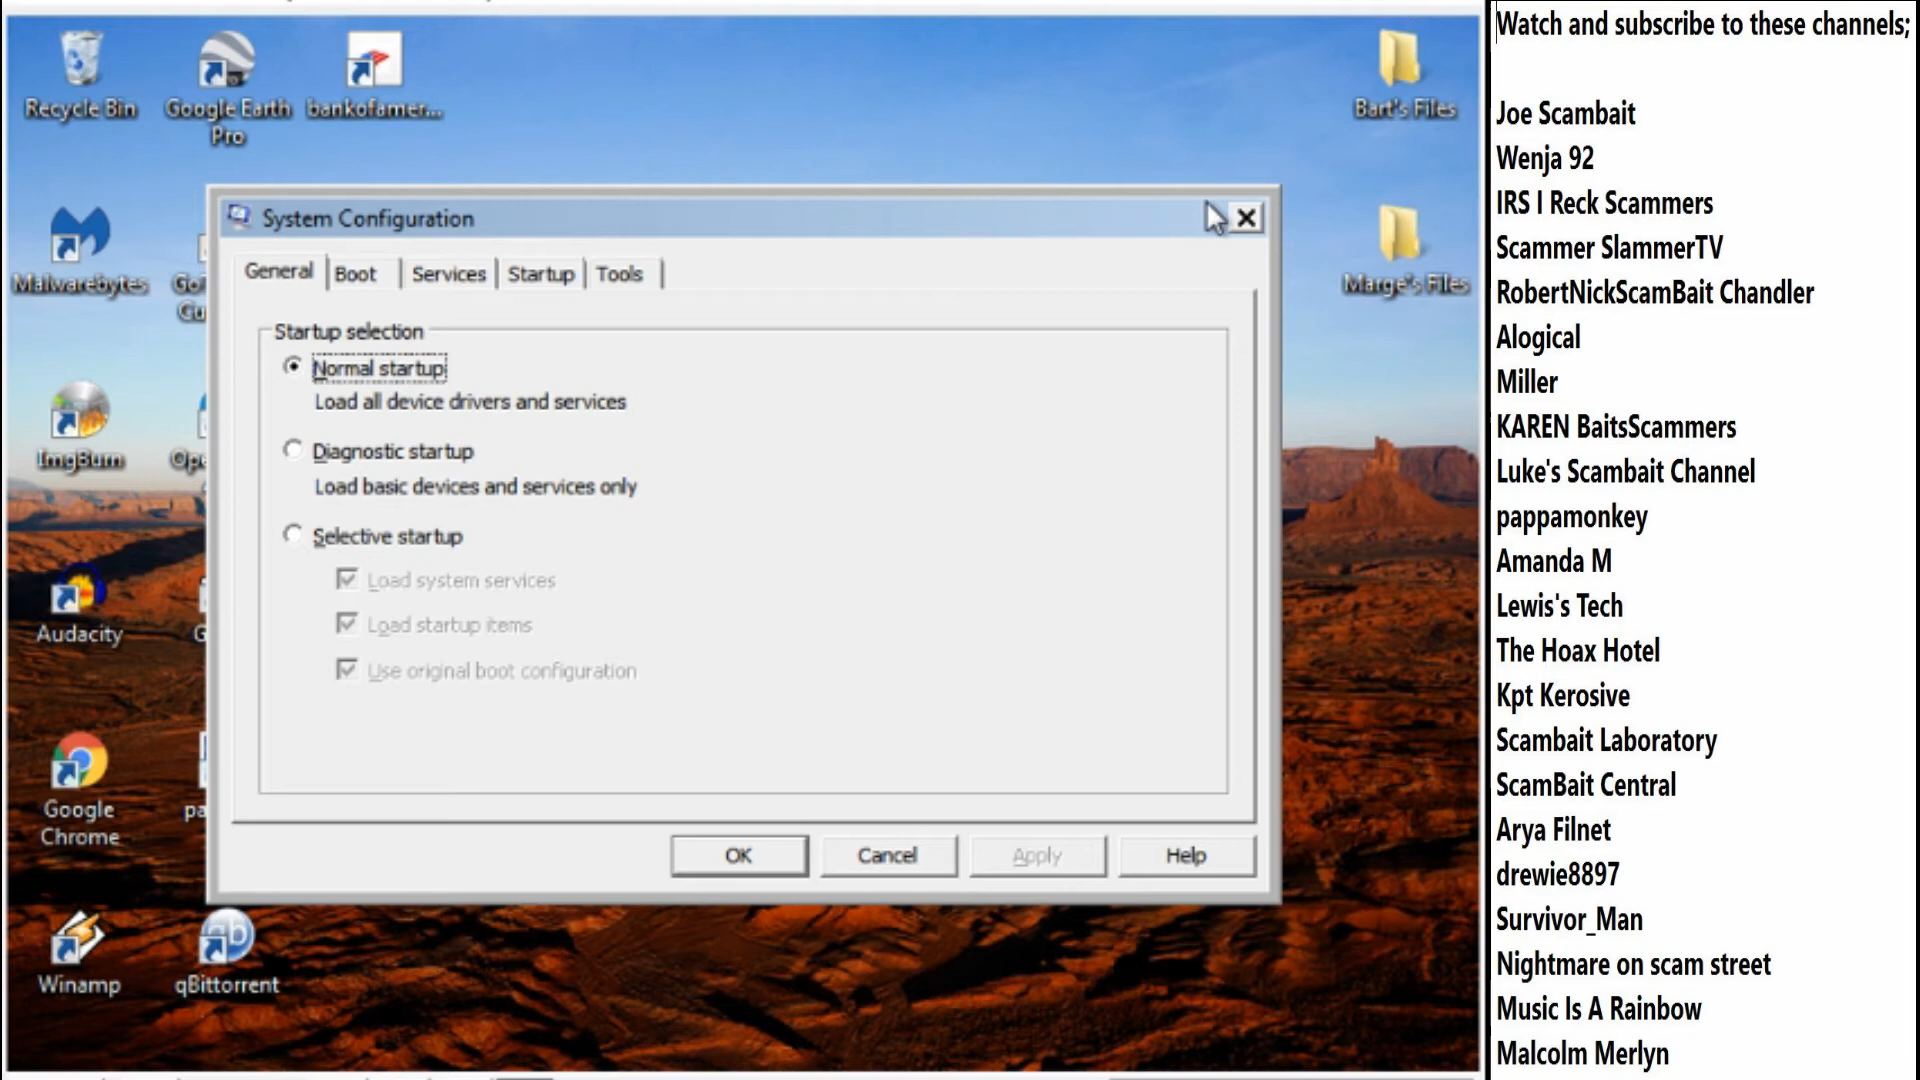 Recycle Bin
Google Earth
Pro
bankofamer...
Bart's Files
Malwarebytes
Marge's Files
ImgBurn
Audacity
Google
Chrome
Winamp
qBittorrent
System Configuration
General
Boot
Services
Startup
Tools
Startup selection
Normal startup
Load all device drivers and services
Diagnostic startup
Load basic devices and services only
Selective startup
Load system services
Load startup items
Use original boot configuration
OK
Cancel
Apply
Help
Watch and subscribe to these channels;
Joe Scambait
Wenja 92
IRS I Reck Scammers
Scammer SlammerTV
RobertNickScamBait Chandler
Alogical
Miller
KAREN BaitsScammers
Luke's Scambait Channel
pappamonkey
Amanda M
Lewis's Tech
The Hoax Hotel
Kpt Kerosive
Scambait Laboratory
ScamBait Central
Arya Filnet
drewie8897
Survivor_Man
Nightmare on scam street
Music Is A Rainbow
Malcolm Merlyn